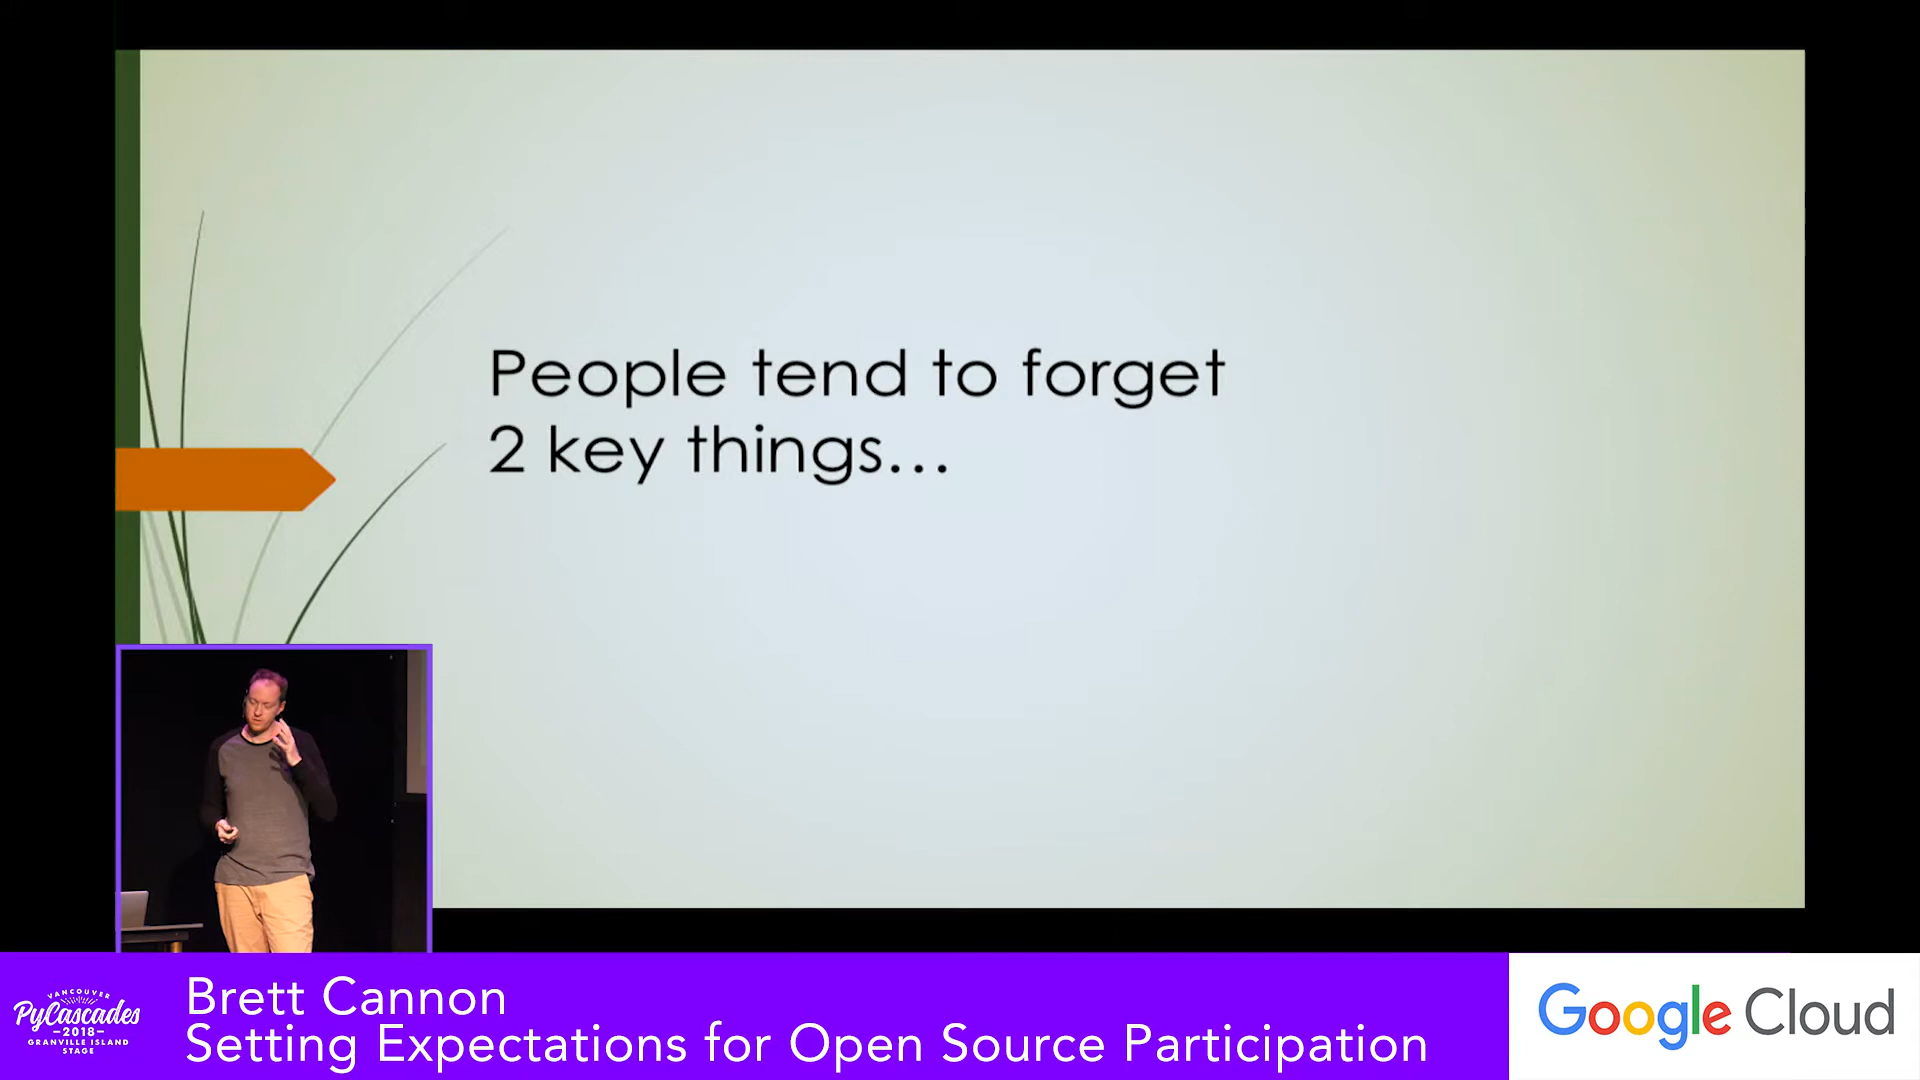 People tend to forget
2 key things...
VANCOUVER
PyCascades
-2018-
GRANVILLE ISLAND
STAGE
Brett Cannon
Setting Expectations for Open Source Participation
Google Cloud